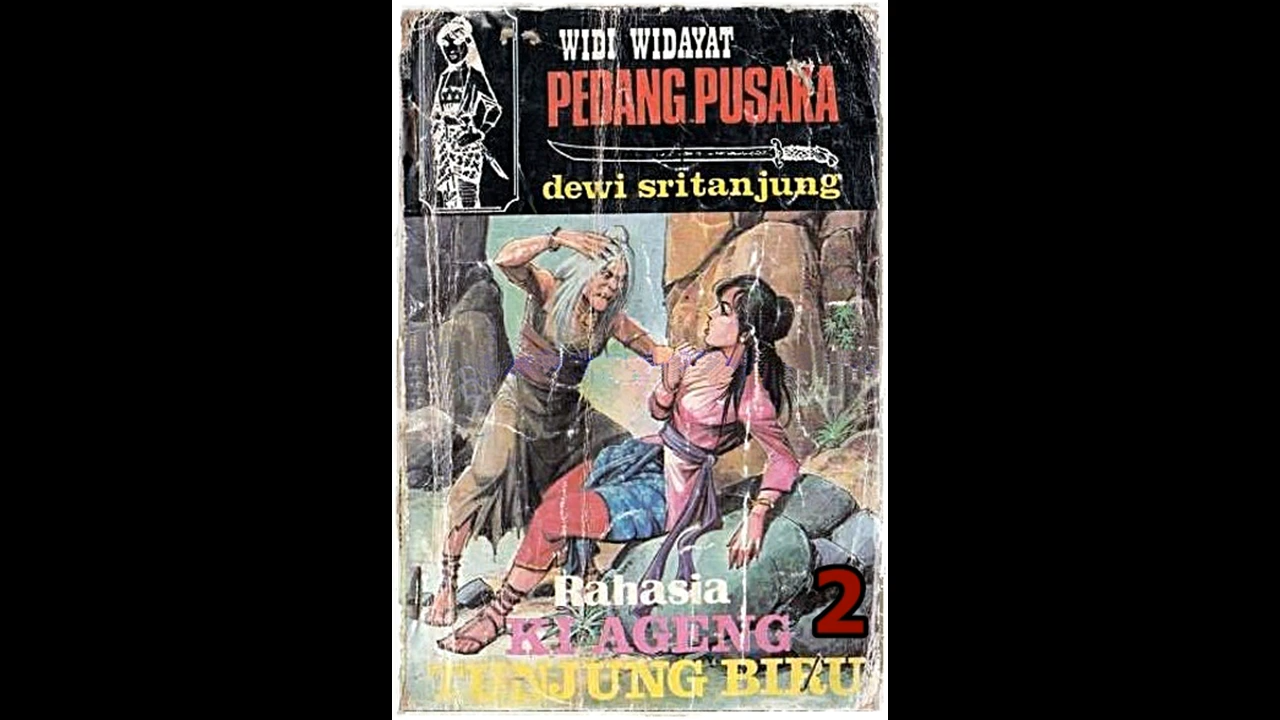 WIDI WIDAYAT
PEDANG PUSAKA
dewi sritanjung
Rahasia
2
KI AGENG
TUNJUNG BIRU